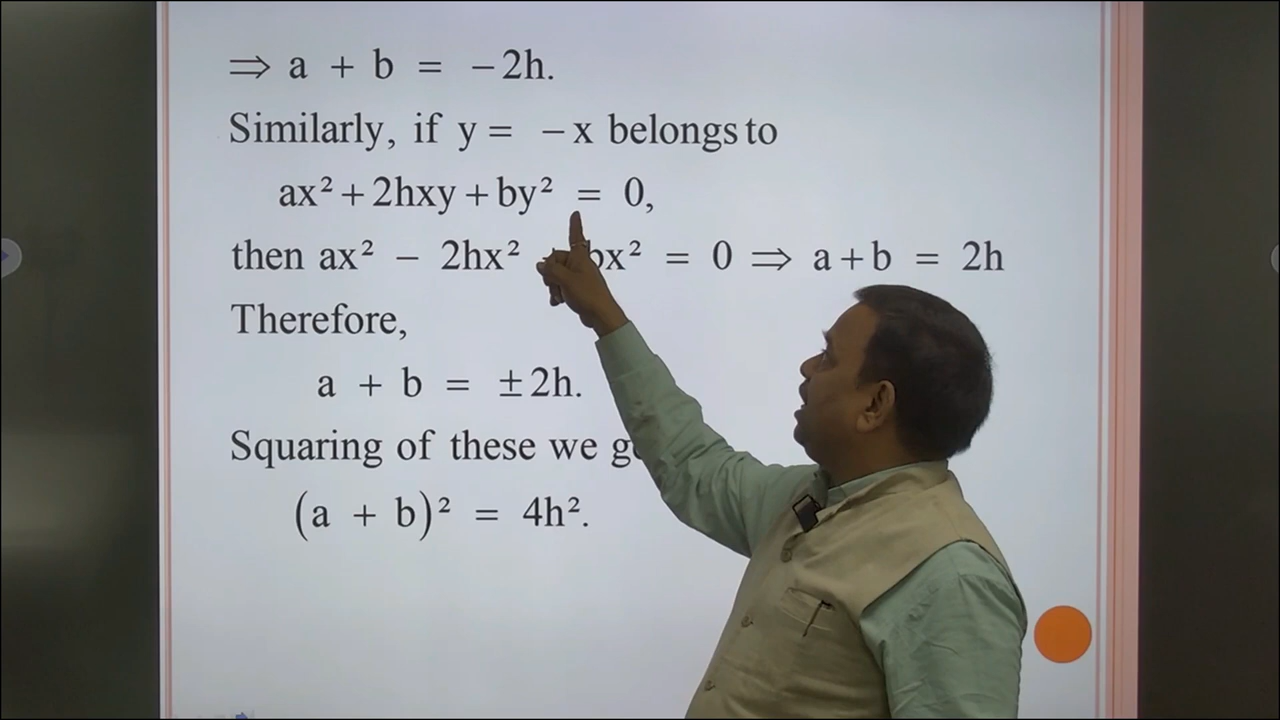 ⇒ a + b = −2h.
Similarly, if y = −x belongs to
ax² + 2hxy + by² = 0,
then ax² − 2hx² bx² = 0 ⇒ a + b = 2h
Therefore,
a + b = ±2h.
Squaring of these we
(a + b)² = 4h².